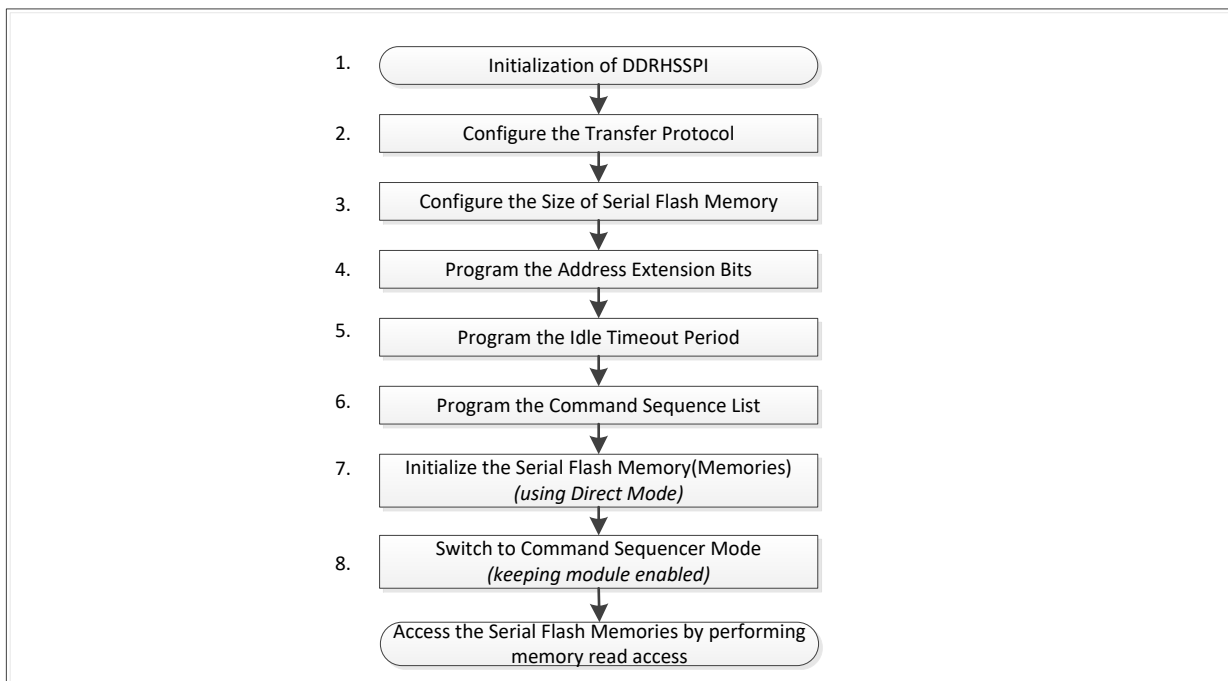 1. Initialization of DDRHSSPI
2. Configure the Transfer Protocol
3. Configure the Size of Serial Flash Memory
4. Program the Address Extension Bits
5. Program the Idle Timeout Period
6. Program the Command Sequence List
7. Initialize the Serial Flash Memory(Memories)
(using Direct Mode)
8. Switch to Command Sequencer Mode
(keeping module enabled)
Access the Serial Flash Memories by performing
memory read access